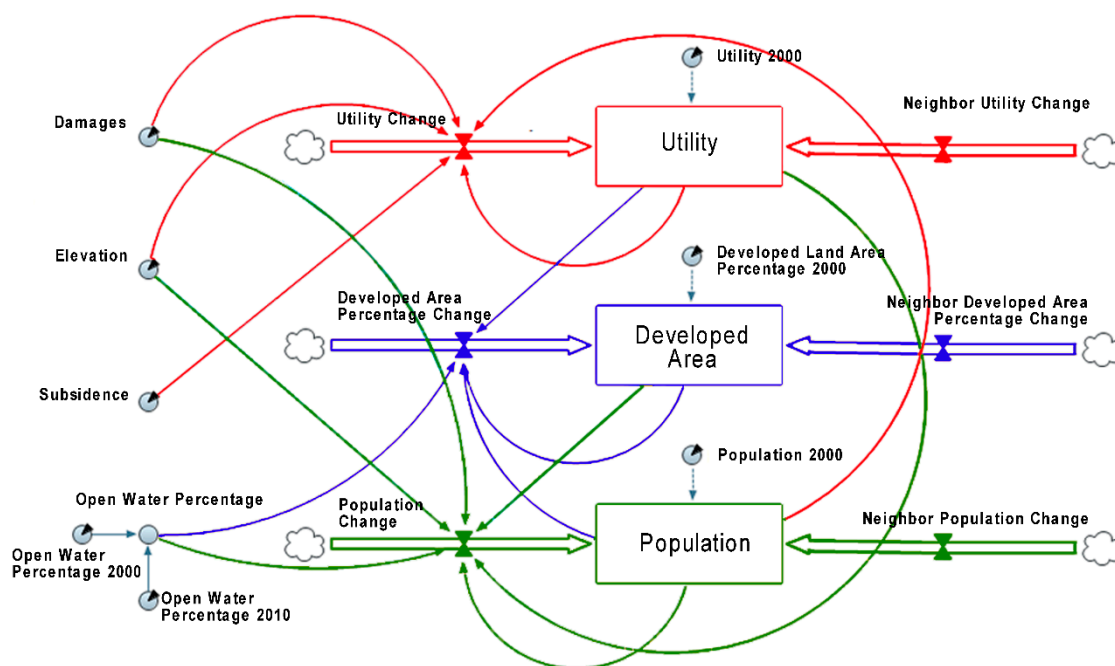 Utility 2000
Damages
Utility Change
Neighbor Utility Change
Utility
Elevation
Developed Land Area
Percentage 2000
Developed Area
Percentage Change
Neighbor Developed Area
Percentage Change
Developed
Area
Subsidence
Population 2000
Open Water Percentage
Population
Change
Neighbor Population Change
Population
Open Water
Percentage 2000
Open Water
Percentage 2010